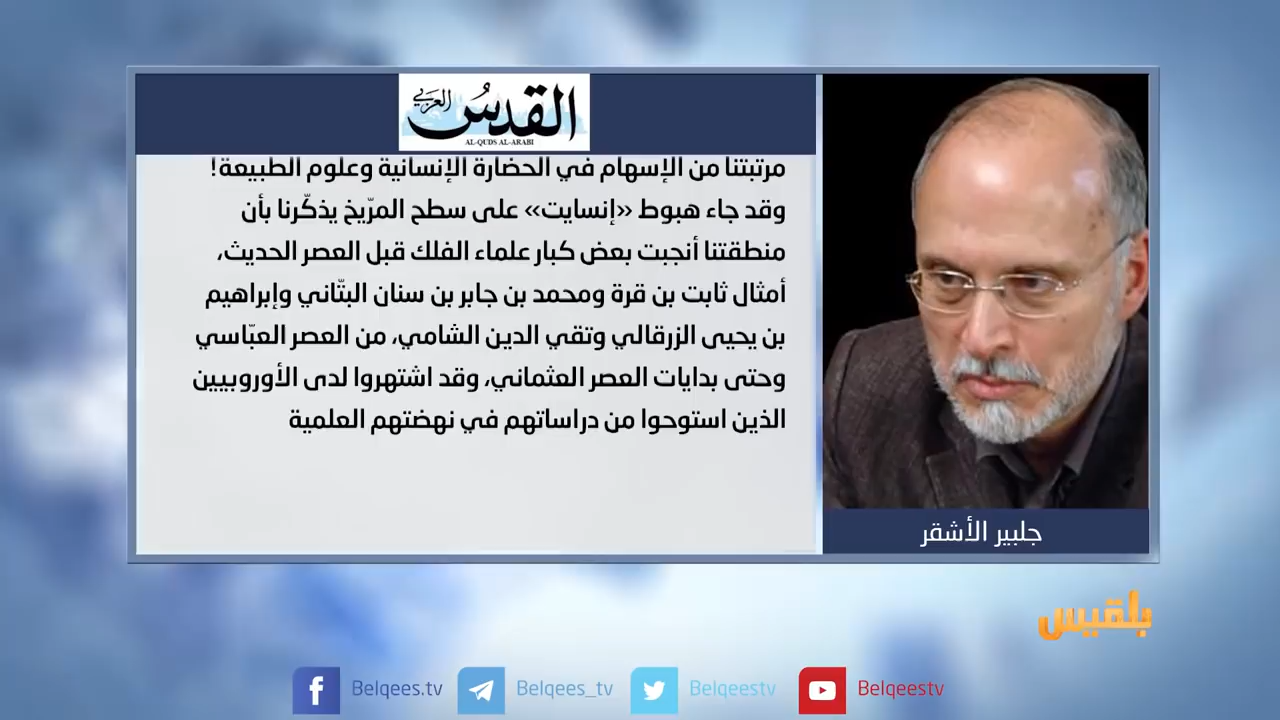 القدس العربي
AL-QUDS AL-ARABI
مرتبتنا من الإسهام في الحضارة الإنسانية وعلوم الطبيعة!
وقد جاء هبوط «إنسايت» على سطح المرّيخ يذكّرنا بأن
منطقتنا أنجبت بعض كبار علماء الفلك قبل العصر الحديث،
أمثال ثابت بن قرة ومحمد بن جابر بن سنان البتّاني وإبراهيم
بن يحيى الزرقالي وتقي الدين الشامي، من العصر العبّاسي
وحتى بدايات العصر العثماني، وقد اشتهروا لدى الأوروبيين
الذين استوحوا من دراساتهم في نهضتهم العلمية
جلبير الأشقر
بلقيس
Belqees.tv
Belqees_tv
Belqeestv
Belqeestv